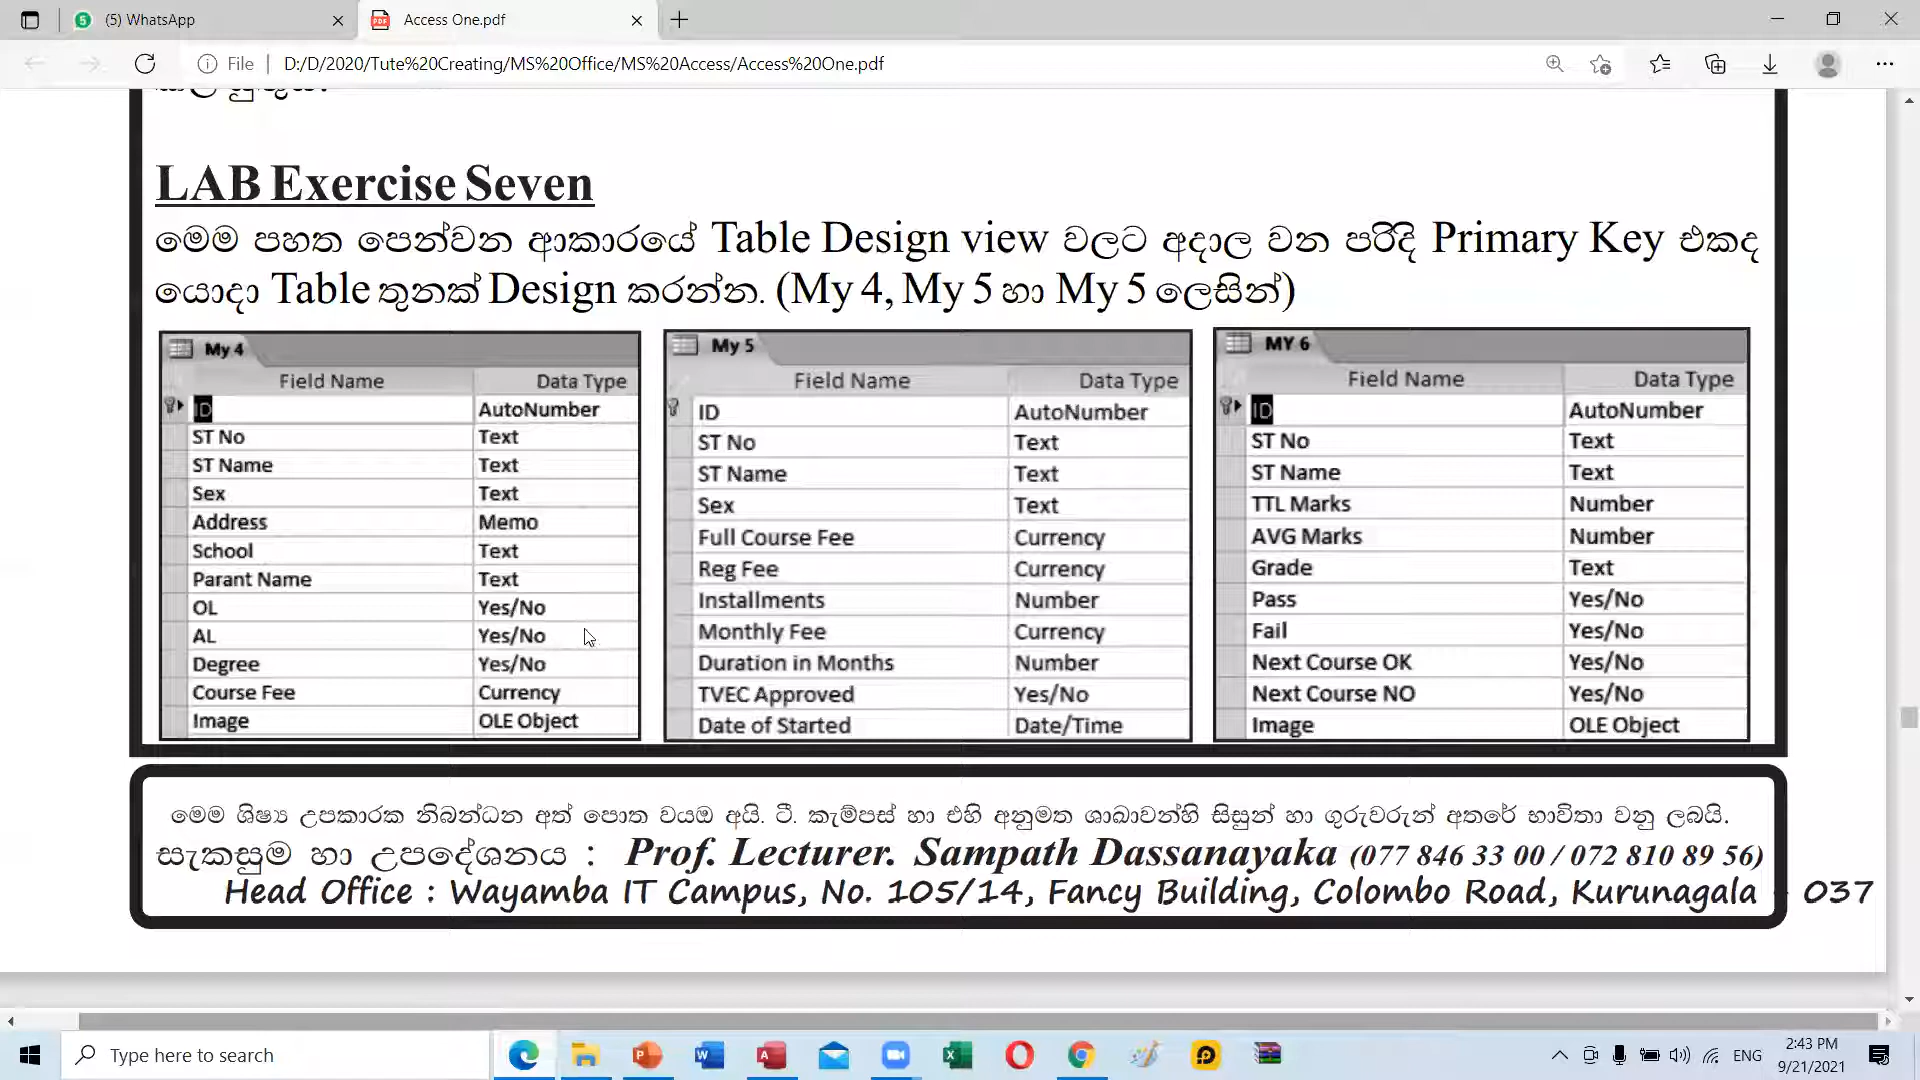 (5) WhatsApp
Access One.pdf
File
D:/D/2020/Tute%20Creating/MS%20Office/MS%20Access/Access%20One.pdf
LAB Exercise Seven
මෙම පහත පෙන්වන ආකාරයේ Table Design view වලට අදාල වන පරිදි Primary Key එකද
යොදා Table තුනක් Design කරන්න. (My 4, My 5 හා My 5 ලෙසින්)
My 4
Field Name Data Type
ID AutoNumber
ST No Text
ST Name Text
Sex Text
Address Memo
School Text
Parant Name Text
OL Yes/No
AL Yes/No
Degree Yes/No
Course Fee Currency
Image OLE Object
My 5
Field Name Data Type
ID AutoNumber
ST No Text
ST Name Text
Sex Text
Full Course Fee Currency
Reg Fee Currency
Installments Number
Monthly Fee Currency
Duration in Months Number
TVEC Approved Yes/No
Date of Started Date/Time
MY 6
Field Name Data Type
ID AutoNumber
ST No Text
ST Name Text
TTL Marks Number
AVG Marks Number
Grade Text
Pass Yes/No
Fail Yes/No
Next Course OK Yes/No
Next Course NO Yes/No
Image OLE Object
මෙම ශිෂ්‍ය උපකාරක නිබන්ධන අත් පොත වයඹ අයි. ටී. කැම්පස් හා එහි අනුමත ශාඛාවන්හි සිසුන් හා ගුරුවරුන් අතරේ භාවිතා වනු ලබයි.
සැකසුම හා උපදේශනය : Prof. Lecturer. Sampath Dassanayaka (077 846 33 00 / 072 810 89 56)
Head Office : Wayamba IT Campus, No. 105/14, Fancy Building, Colombo Road, Kurunagala - 037
Type here to search
ENG
2:43 PM
9/21/2021